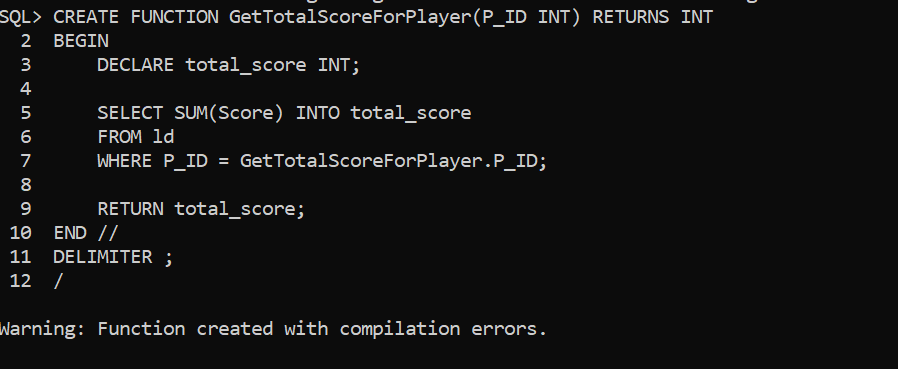 SQL> CREATE FUNCTION GetTotalScoreForPlayer(P_ID INT) RETURNS INT
2 BEGIN
3 DECLARE total_score INT;
4
5 SELECT SUM(Score) INTO total_score
6 FROM ld
7 WHERE P_ID = GetTotalScoreForPlayer.P_ID;
8
9 RETURN total_score;
10 END //
11 DELIMITER ;
12 /
Warning: Function created with compilation errors.